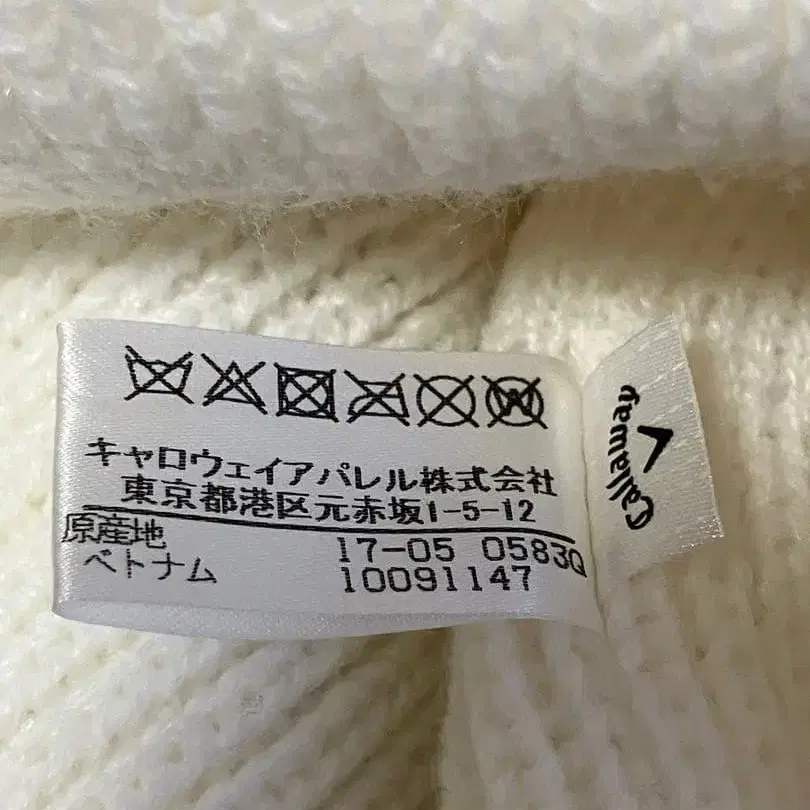 キャロウェイアパレル株式会社
東京都港区元赤坂1-5-12
原産地
ベトナム
17-05 0583Q
10091147
Callaway